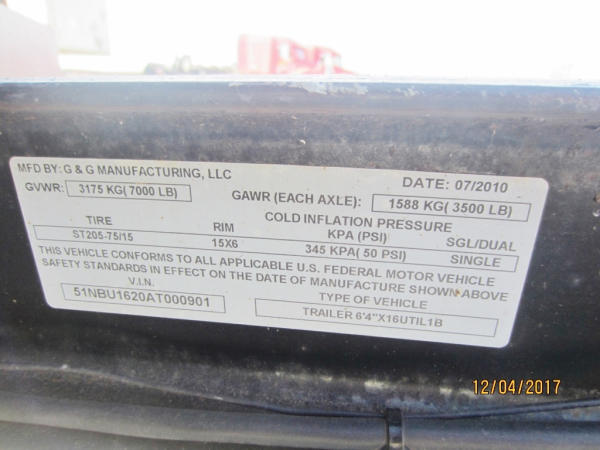 MFD BY: G & G MANUFACTURING, LLC
DATE: 07/2010
GVWR: 3175 KG( 7000 LB)
GAWR (EACH AXLE): 1588 KG( 3500 LB)
COLD INFLATION PRESSURE
TIRE RIM KPA (PSI) SGL/DUAL
ST205-75/15 15X6 345 KPA( 50 PSI) SINGLE
THIS VEHICLE CONFORMS TO ALL APPLICABLE U.S. FEDERAL MOTOR VEHICLE
SAFETY STANDARDS IN EFFECT ON THE DATE OF MANUFACTURE SHOWN ABOVE
V.I.N. TYPE OF VEHICLE
51NBU1620AT000901 TRAILER 6'4"X16UTIL1B
12/04/2017